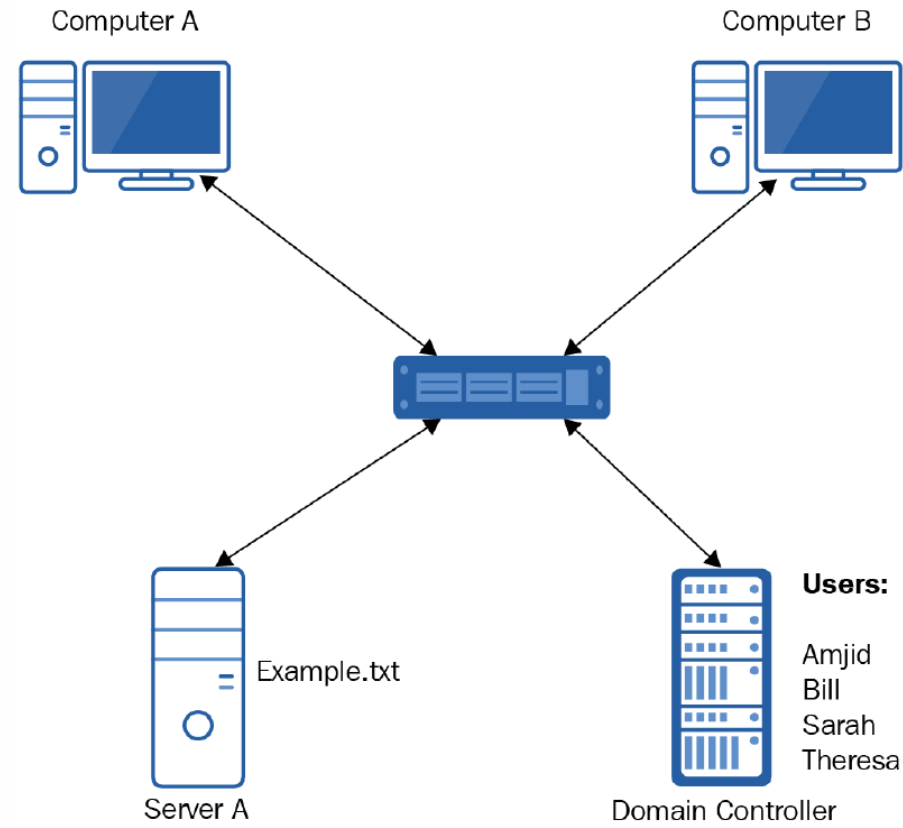 Computer A
Computer B
Example.txt
Server A
Users:
Amjid
Bill
Sarah
Theresa
Domain Controller